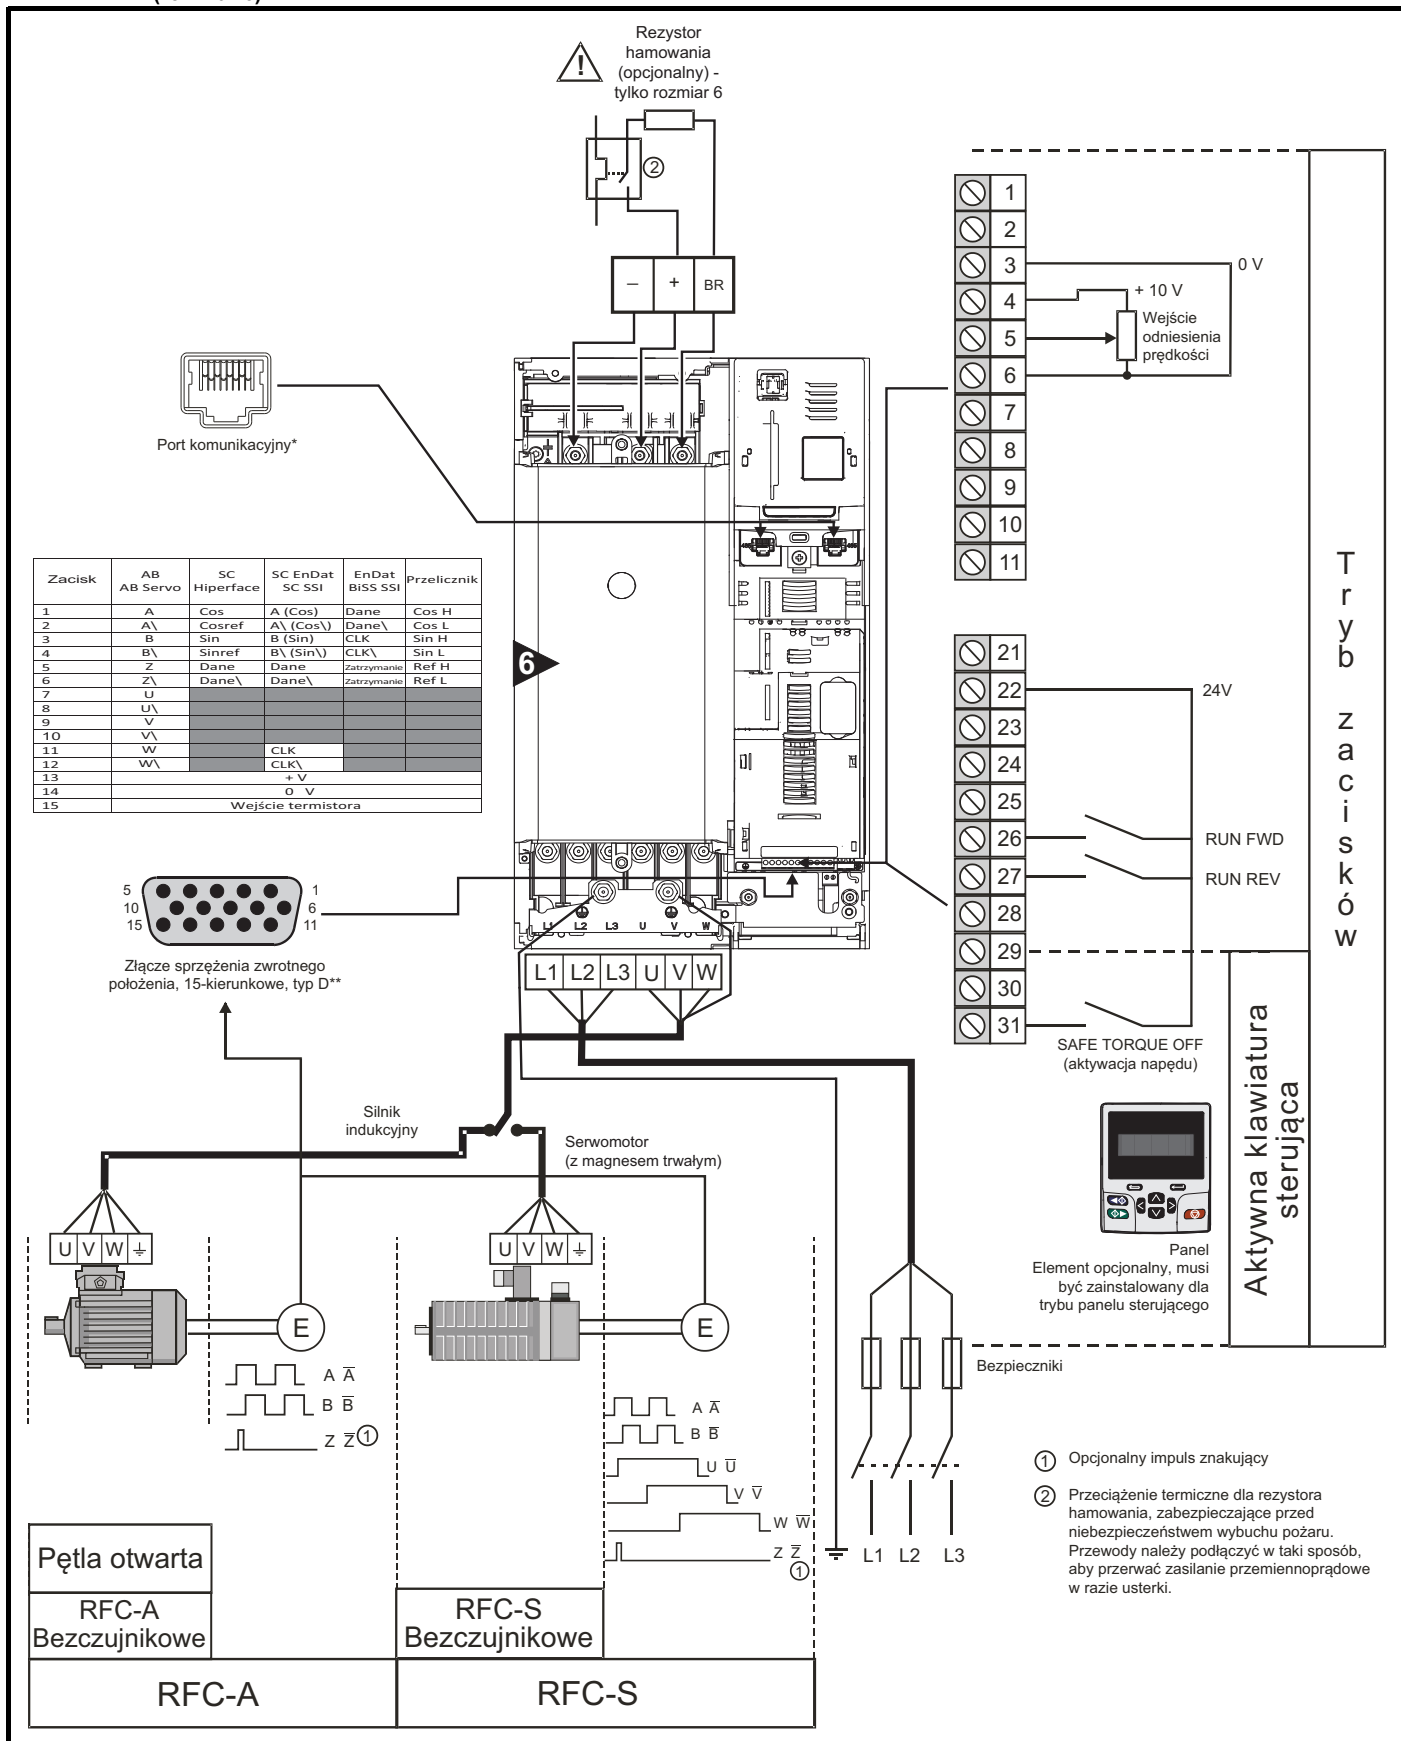 Rezystor
hamowania
(opcjonalny) -
tylko rozmiar 6
2
– + BR
1
2
3
4
5
6
7
8
9
10
11
0 V
+ 10 V
Wejście
odniesienia
prędkości
Port komunikacyjny*
Zacisk AB AB Servo SC Hiperface SC EnDat SC SSI EnDat BiSS SSI Przelicznik
1 A Cos A (Cos) Dane Cos H
2 A\ Cosref A\ (Cos\) Dane\ Cos L
3 B Sin B (Sin) CLK Sin H
4 B\ Sinref B\ (Sin\) CLK\ Sin L
5 Z Dane Dane Zatrzymanie Ref H
6 Z\ Dane\ Dane\ Zatrzymanie Ref L
7 U
8 U\
9 V
10 V\
11 W CLK
12 W\ CLK\
13 + V
14 0 V
15 Wejście termistora
6
21
22
23
24
25
26
27
28
29
30
31
24V
RUN FWD
RUN REV
SAFE TORQUE OFF
(aktywacja napędu)
Tryb zacisków
Aktywna klawiatura
sterująca
5 1
10 6
15 11
Złącze sprzężenia zwrotnego
położenia, 15-kierunkowe, typ D**
L1 L2 L3 U V W
L1 L2 L3 U V W
Silnik
indukcyjny
Serwomotor
(z magnesem trwałym)
Panel
Element opcjonalny, musi
być zainstalowany dla
trybu panelu sterującego
U V W
U V W
E
E
Bezpieczniki
A A̅
B B̅
Z Z̅ 1
A A̅
B B̅
U U̅
V V̅
W W̅
Z Z̅
1
L1 L2 L3
1 Opcjonalny impuls znakujący
2 Przeciążenie termiczne dla rezystora
hamowania, zabezpieczające przed
niebezpieczeństwem wybuchu pożaru.
Przewody należy podłączyć w taki sposób,
aby przerwać zasilanie przemiennoprądowe
w razie usterki.
Pętla otwarta
RFC-A
Bezczujnikowe
RFC-S
Bezczujnikowe
RFC-A
RFC-S